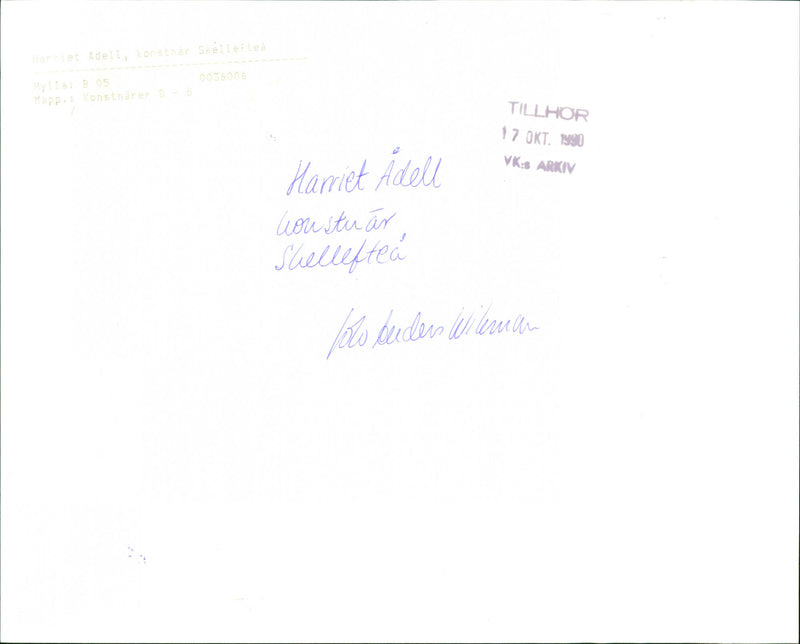 Harriet Ådell, konstnär Skellefteå
Hylla: B 05 0036006
Mapp.: Konstnärer D - Ö
TILLHÖR
17 OKT. 1990
VK:s ARKIV
Harriet Ådell
konstnär
Skellefteå
foto Anders Wikman